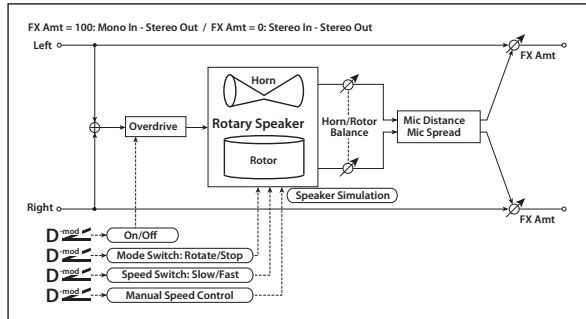 FX Amt = 100: Mono In - Stereo Out / FX Amt = 0: Stereo In - Stereo Out
Left
FX Amt
Horn
Overdrive
Rotary Speaker
Horn/Rotor
Balance
Mic Distance
Mic Spread
Rotor
Speaker Simulation
Right
FX Amt
D-mod
On/Off
D-mod
Mode Switch: Rotate/Stop
D-mod
Speed Switch: Slow/Fast
D-mod
Manual Speed Control